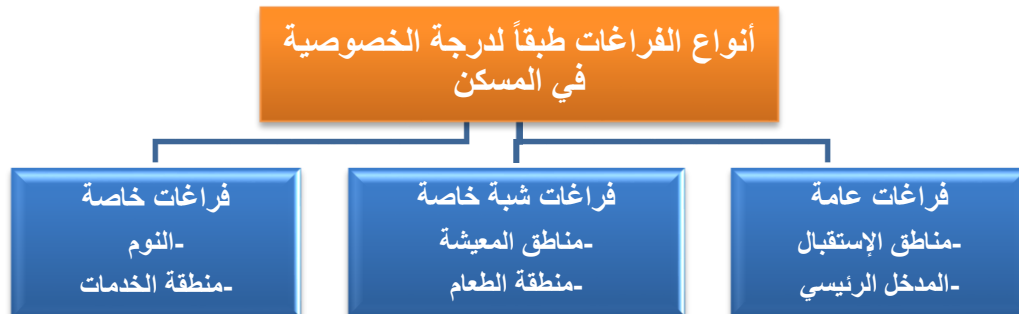 أنواع الفراغات طبقاً لدرجة الخصوصية
في المسكن
فراغات عامة
-مناطق الإستقبال
-المدخل الرئيسي
فراغات شبة خاصة
-مناطق المعيشة
-منطقة الطعام
فراغات خاصة
-النوم
-منطقة الخدمات